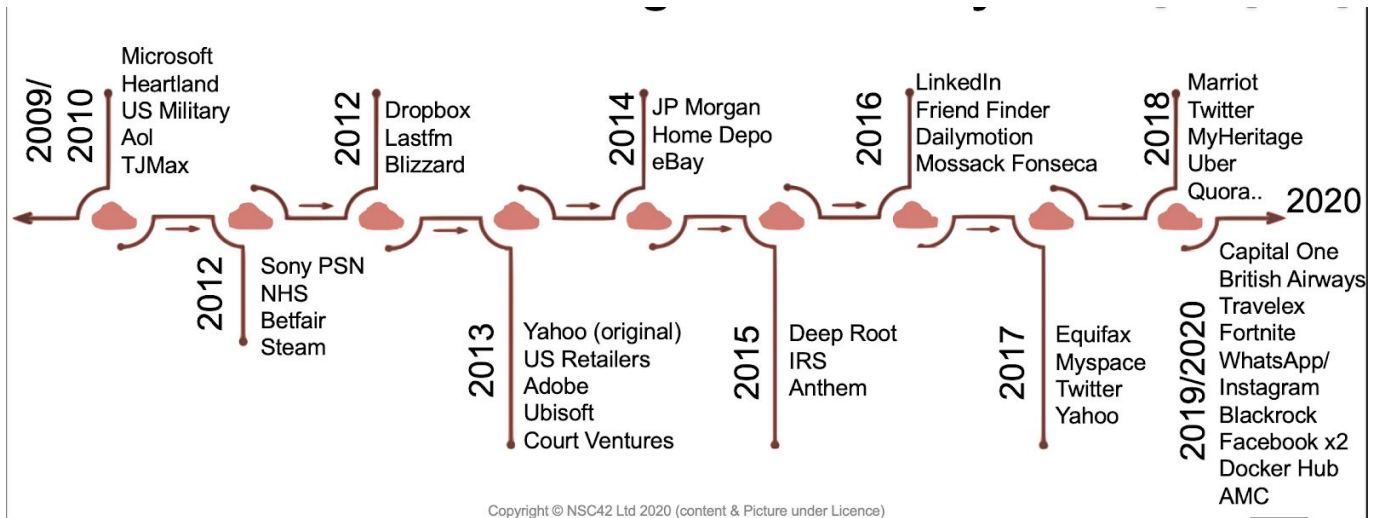 2009/
2010
Microsoft
Heartland
US Military
Aol
TJMax
2012
Sony PSN
NHS
Betfair
Steam
2012
Dropbox
Lastfm
Blizzard
2013
Yahoo (original)
US Retailers
Adobe
Ubisoft
Court Ventures
2014
JP Morgan
Home Depo
eBay
2015
Deep Root
IRS
Anthem
2016
LinkedIn
Friend Finder
Dailymotion
Mossack Fonseca
2017
Equifax
Myspace
Twitter
Yahoo
2018
Marriot
Twitter
MyHeritage
Uber
Quora..
2020
2019/2020
Capital One
British Airways
Travelex
Fortnite
WhatsApp/
Instagram
Blackrock
Facebook x2
Docker Hub
AMC
Copyright © NSC42 Ltd 2020 (content & Picture under Licence)